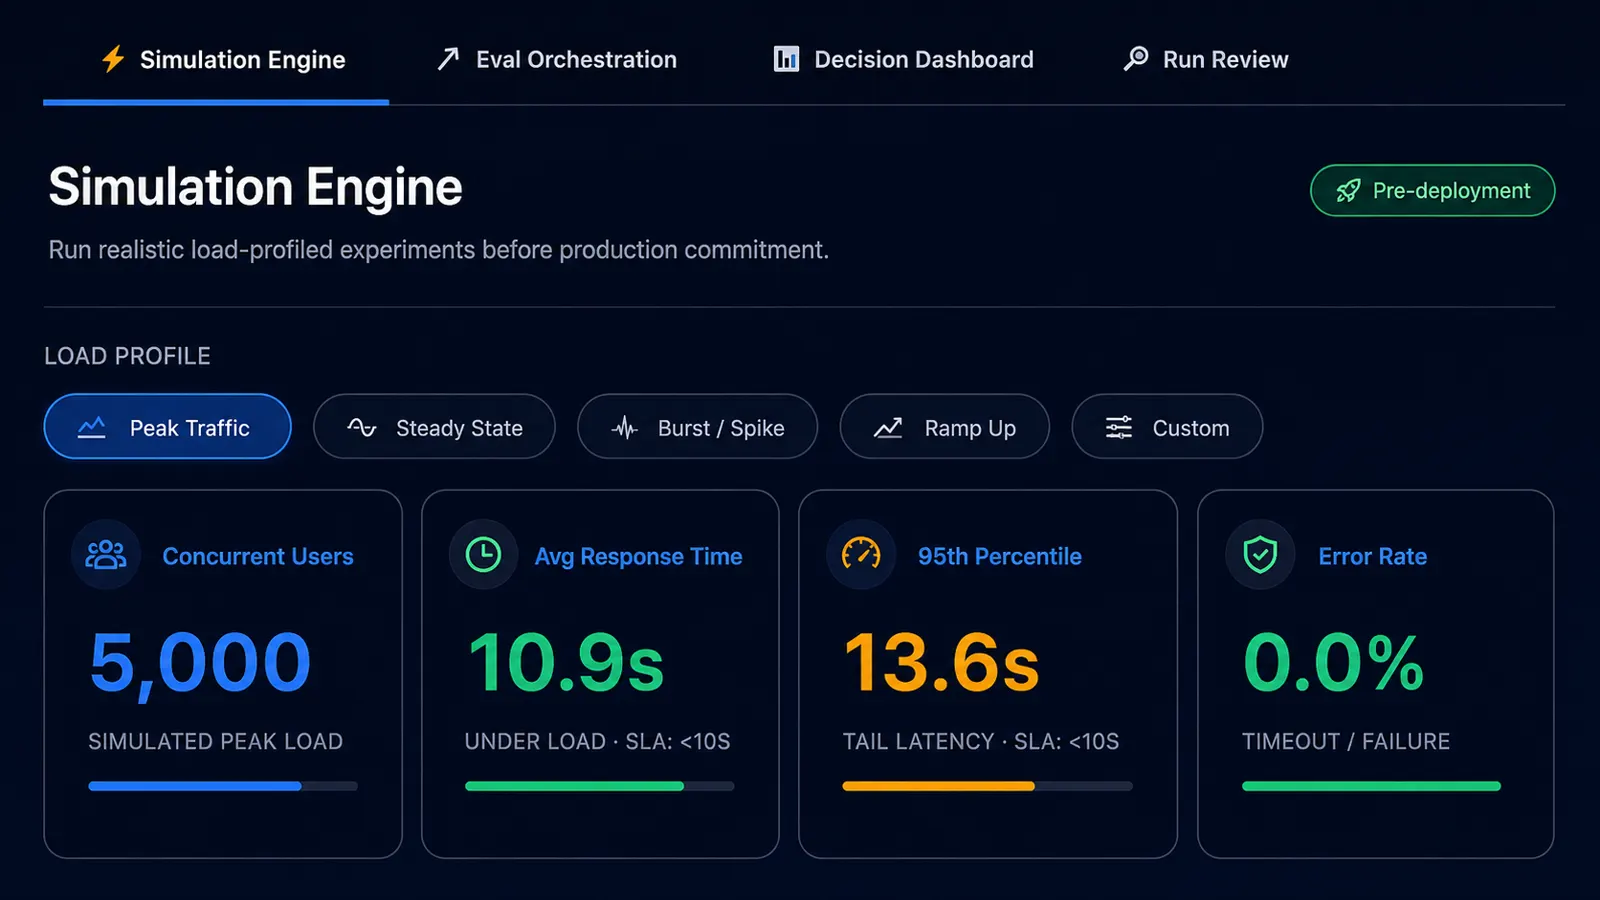 Simulation Engine
Eval Orchestration
Decision Dashboard
Run Review
Simulation Engine
Pre-deployment
Run realistic load-profiled experiments before production commitment.
LOAD PROFILE
Peak Traffic
Steady State
Burst / Spike
Ramp Up
Custom
Concurrent Users
5,000
SIMULATED PEAK LOAD
Avg Response Time
10.9s
UNDER LOAD · SLA: <10S
95th Percentile
13.6s
TAIL LATENCY · SLA: <10S
Error Rate
0.0%
TIMEOUT / FAILURE